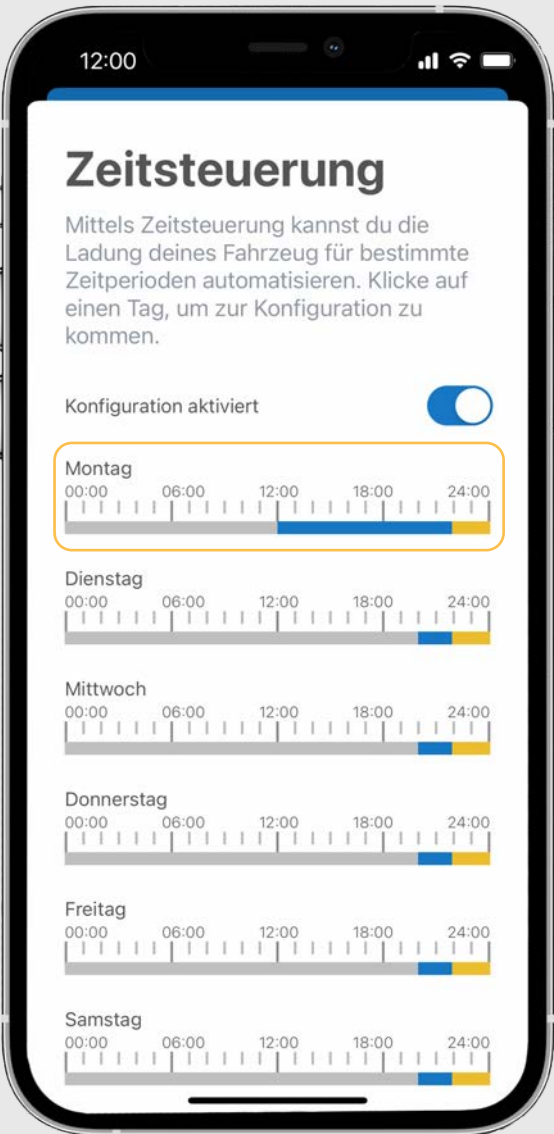 12:00
Zeitsteuerung
Mittels Zeitsteuerung kannst du die
Ladung deines Fahrzeug für bestimmte
Zeitperioden automatisieren. Klicke auf
einen Tag, um zur Konfiguration zu
kommen.
Konfiguration aktiviert
Montag
00:00 06:00 12:00 18:00 24:00
Dienstag
00:00 06:00 12:00 18:00 24:00
Mittwoch
00:00 06:00 12:00 18:00 24:00
Donnerstag
00:00 06:00 12:00 18:00 24:00
Freitag
00:00 06:00 12:00 18:00 24:00
Samstag
00:00 06:00 12:00 18:00 24:00